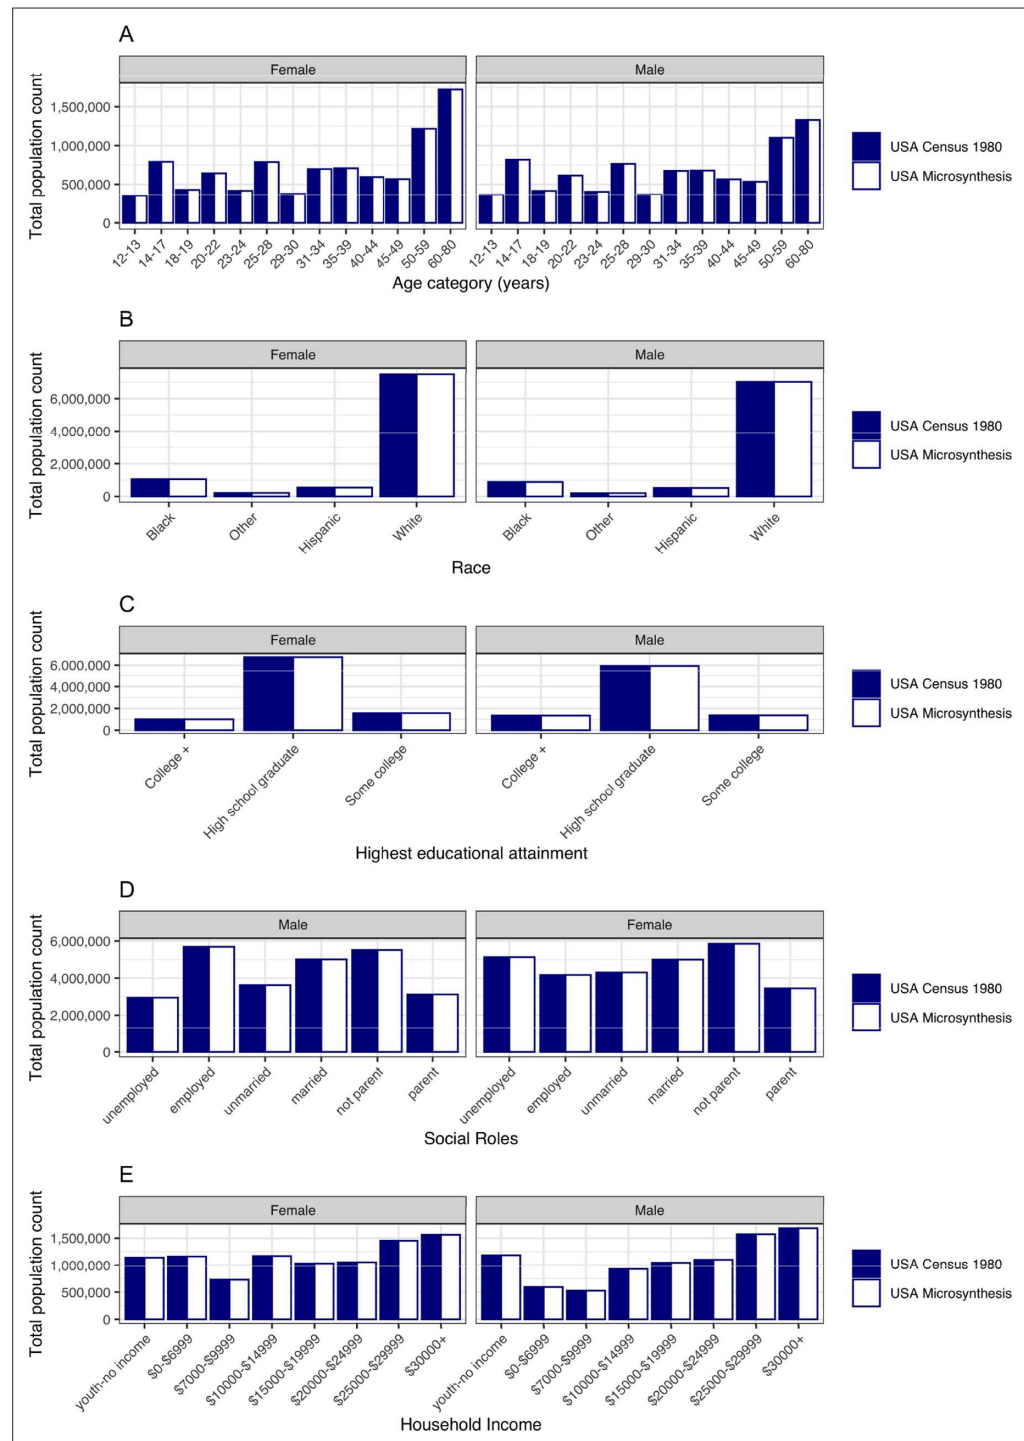 A
Female
Male
Total population count
1,500,000
1,000,000
500,000
0
12-13
14-17
18-19
20-22
23-24
25-28
29-30
31-34
35-39
40-44
45-49
50-59
60-80
12-13
14-17
18-19
20-22
23-24
25-28
29-30
31-34
35-39
40-44
45-49
50-59
60-80
Age category (years)
USA Census 1980
USA Microsynthesis
B
Female
Male
Total population count
6,000,000
4,000,000
2,000,000
0
Black
Other
Hispanic
White
Black
Other
Hispanic
White
Race
USA Census 1980
USA Microsynthesis
C
Female
Male
Total population count
6,000,000
4,000,000
2,000,000
0
College +
High school graduate
Some college
College +
High school graduate
Some college
Highest educational attainment
USA Census 1980
USA Microsynthesis
D
Male
Female
Total population count
6,000,000
4,000,000
2,000,000
0
unemployed
employed
unmarried
married
not parent
parent
unemployed
employed
unmarried
married
not parent
parent
Social Roles
USA Census 1980
USA Microsynthesis
E
Female
Male
Total population count
1,500,000
1,000,000
500,000
0
youth-no income
$0-$6999
$7000-$9999
$10000-$14999
$15000-$19999
$20000-$24999
$25000-$29999
$30000+
youth-no income
$0-$6999
$7000-$9999
$10000-$14999
$15000-$19999
$20000-$24999
$25000-$29999
$30000+
Household Income
USA Census 1980
USA Microsynthesis